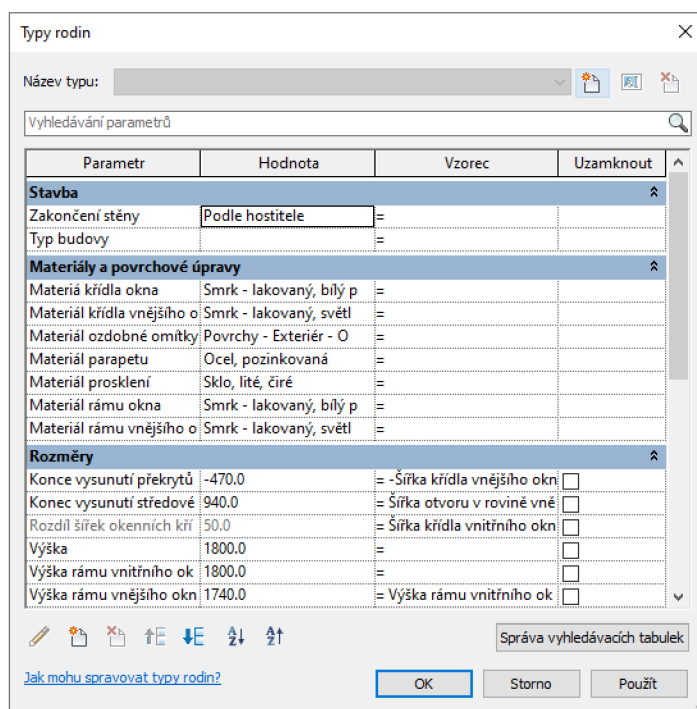 Typy rodin
Název typu:
Vyhledávání parametrů
Parametr Hodnota Vzorec Uzamknout
Stavba
Zakončení stěny Podle hostitele =
Typ budovy =
Materiály a povrchové úpravy
Materiá křídla okna Smrk - lakovaný, bílý p =
Materiál křídla vnějšího o Smrk - lakovaný, světl =
Materiál ozdobné omítky Povrchy - Exteriér - O =
Materiál parapetu Ocel, pozinkovaná =
Materiál prosklení Sklo, lité, čiré =
Materiál rámu okna Smrk - lakovaný, bílý p =
Materiál rámu vnějšího o Smrk - lakovaný, světl =
Rozměry
Konce vysunutí překrytů -470.0 = -Šířka křídla vnějšího okn
Konec vysunutí středové 940.0 = Šířka otvoru v rovině vně
Rozdíl šířek okenních kří 50.0 = Šířka křídla vnitřního okn
Výška 1800.0 =
Výška rámu vnitřního ok 1800.0 =
Výška rámu vnějšího okn 1740.0 = Výška rámu vnitřního ok
Správa vyhledávacích tabulek
Jak mohu spravovat typy rodin?
OK Storno Použít